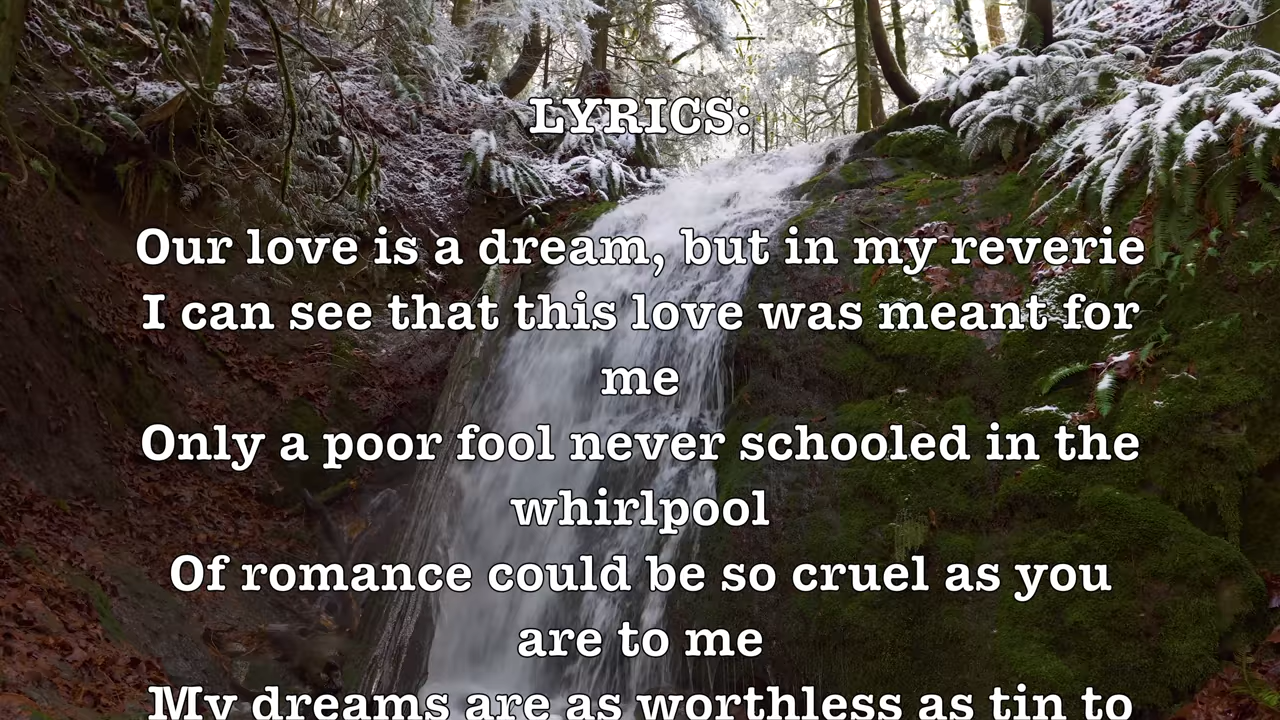 LYRICS:
Our love is a dream, but in my reverie
I can see that this love was meant for
me
Only a poor fool never schooled in the
whirlpool
Of romance could be so cruel as you
are to me
My dreams are as worthless as tin to